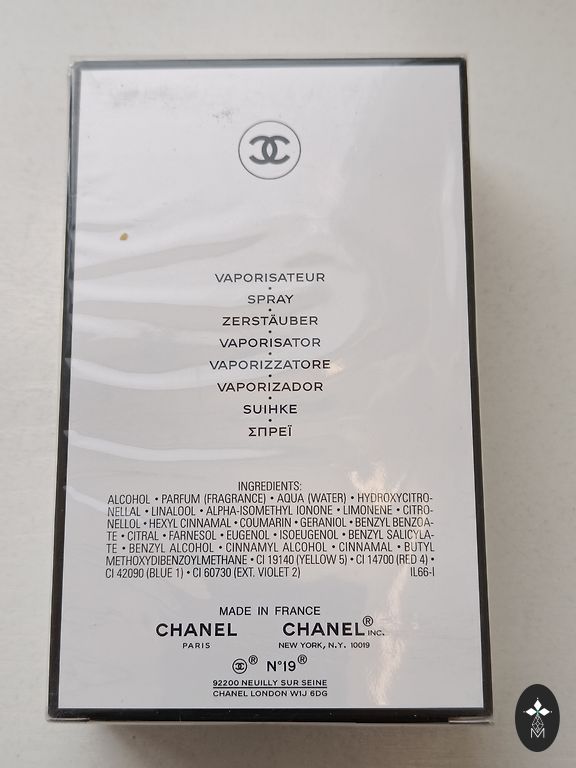 VAPORISATEUR
SPRAY
ZERSTÄUBER
VAPORISATOR
VAPORIZZATORE
VAPORIZADOR
SUIHKE
ΣΠΡΕΪ
INGREDIENTS:
ALCOHOL • PARFUM (FRAGRANCE) • AQUA (WATER) • HYDROXYCITRO-
NELLAL • LINALOOL • ALPHA-ISOMETHYL IONONE • LIMONENE • CITRO-
NELLOL • HEXYL CINNAMAL • COUMARIN • GERANIOL • BENZYL BENZOA-
TE • CITRAL • FARNESOL • EUGENOL • ISOEUGENOL • BENZYL SALICYLA-
TE • BENZYL ALCOHOL • CINNAMYL ALCOHOL • CINNAMAL • BUTYL
METHOXYDIBENZOYLMETHANE • CI 19140 (YELLOW 5) • CI 14700 (RED 4) •
CI 42090 (BLUE 1) • CI 60730 (EXT. VIOLET 2) IL66-I
MADE IN FRANCE
CHANEL CHANEL® INC.
PARIS NEW YORK, N.Y. 10019
® N°19®
92200 NEUILLY SUR SEINE
CHANEL LONDON W1J 6DG
M